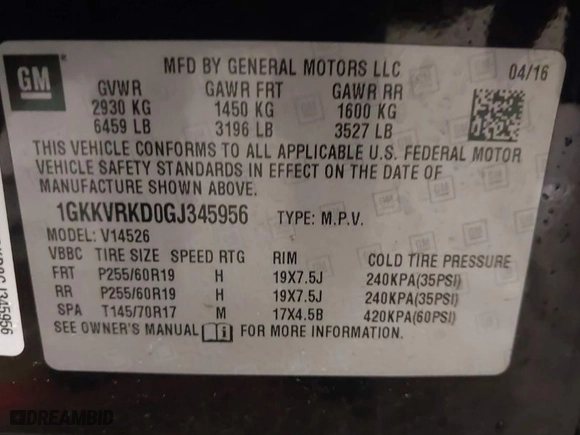 GM
MFD BY GENERAL MOTORS LLC 04/16
GVWR GAWR FRT GAWR RR
2930 KG 1450 KG 1600 KG
6459 LB 3196 LB 3527 LB
THIS VEHICLE CONFORMS TO ALL APPLICABLE U.S. FEDERAL MOTOR
VEHICLE SAFETY STANDARDS IN EFFECT ON THE DATE OF
MANUFACTURE SHOWN ABOVE.
1GKKVRKD0GJ345956 TYPE: M.P.V.
MODEL: V14526
VBBC TIRE SIZE SPEED RTG RIM COLD TIRE PRESSURE
FRT P255/60R19 H 19X7.5J 240KPA(35PSI)
RR P255/60R19 H 19X7.5J 240KPA(35PSI)
SPA T145/70R17 M 17X4.5B 420KPA(60PSI)
SEE OWNER'S MANUAL FOR MORE INFORMATION.
DREAMBID